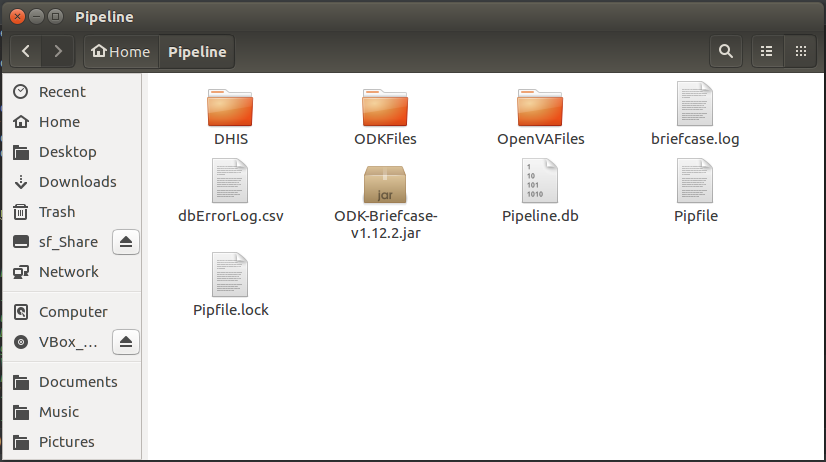 Pipeline
Home
Pipeline
Recent
Home
Desktop
Downloads
Trash
sf_Share
Network
Computer
VBox_...
Documents
Music
Pictures
DHIS
ODKFiles
OpenVAFiles
briefcase.log
dbErrorLog.csv
jar
ODK-Briefcase-
v1.12.2.jar
1
10
101
1010
Pipeline.db
Pipfile
Pipfile.lock